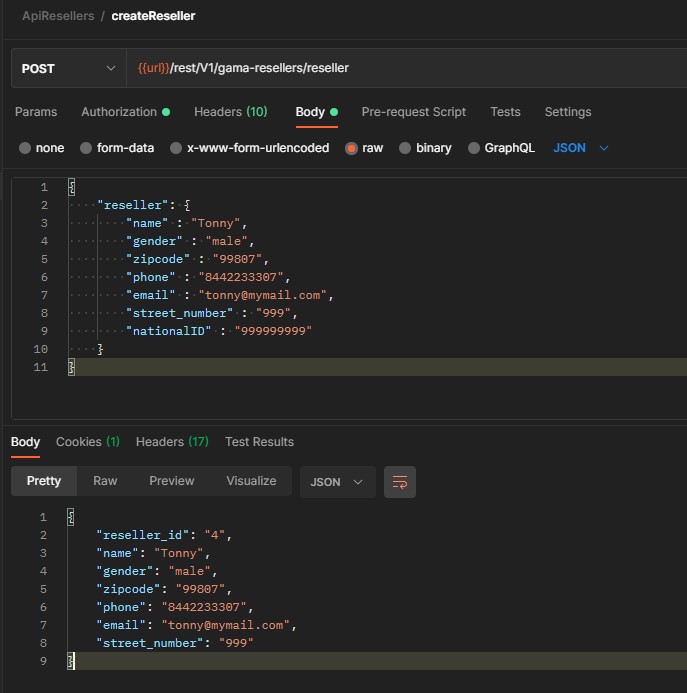 ApiResellers / createReseller
POST {{url}}/rest/V1/gama-resellers/reseller
Params Authorization Headers (10) Body Pre-request Script Tests Settings
none form-data x-www-form-urlencoded raw binary GraphQL JSON
1 {
2 "reseller": {
3 "name" : "Tonny",
4 "gender" : "male",
5 "zipcode" : "99807",
6 "phone" : "8442233307",
7 "email" : "tonny@mymail.com",
8 "street_number" : "999",
9 "nationalID" : "999999999"
10 }
11 }
Body Cookies (1) Headers (17) Test Results
Pretty Raw Preview Visualize JSON
1 {
2 "reseller_id": "4",
3 "name": "Tonny",
4 "gender": "male",
5 "zipcode": "99807",
6 "phone": "8442233307",
7 "email": "tonny@mymail.com",
8 "street_number": "999"
9 }